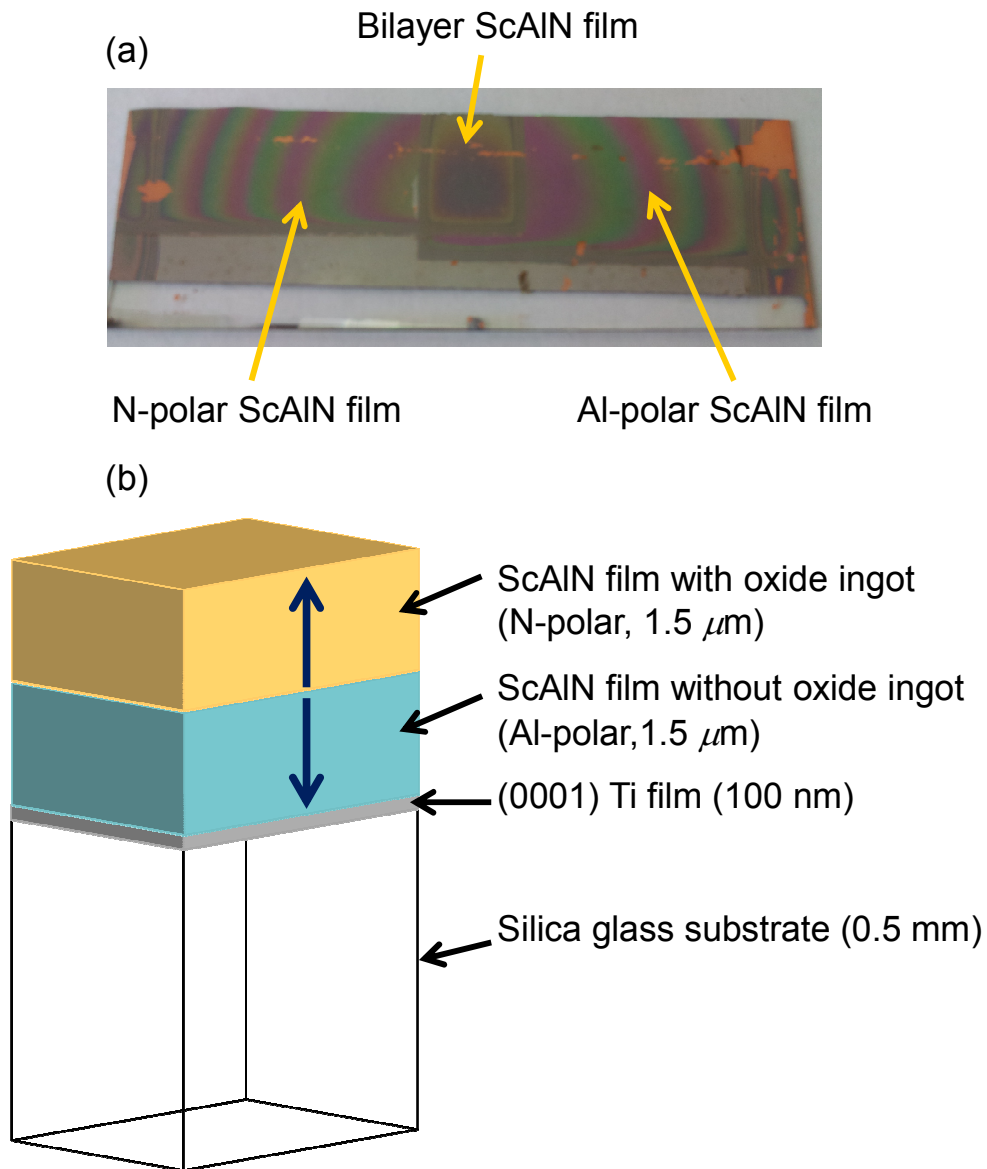 (a)
Bilayer ScAlN film
N-polar ScAlN film
Al-polar ScAlN film
(b)
ScAlN film with oxide ingot
(N-polar, 1.5 μm)
ScAlN film without oxide ingot
(Al-polar,1.5 μm)
(0001) Ti film (100 nm)
Silica glass substrate (0.5 mm)